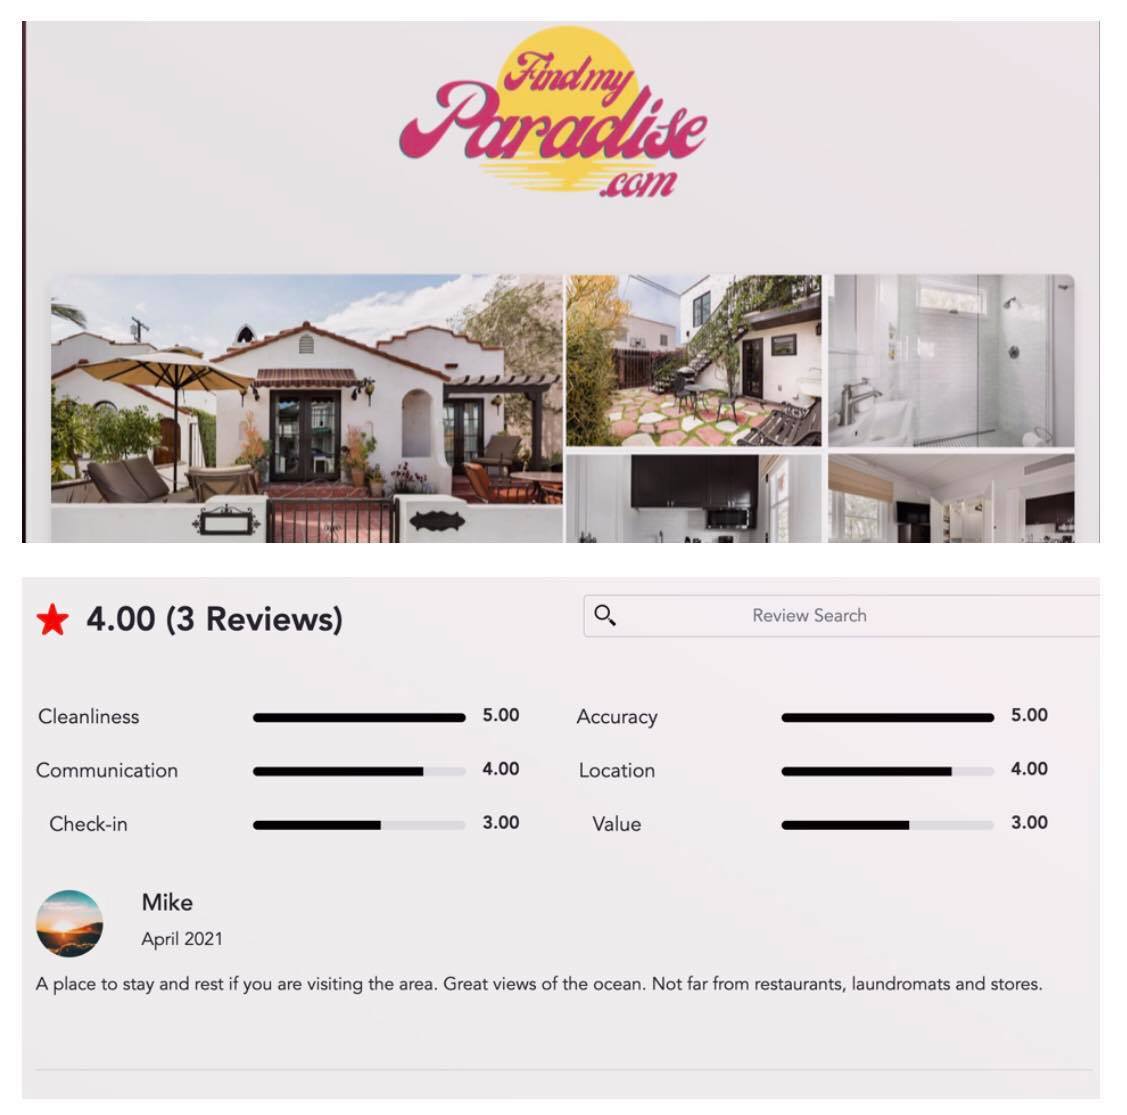 Find my
Paradise
.com
4.00 (3 Reviews)
Review Search
Cleanliness 5.00 Accuracy 5.00
Communication 4.00 Location 4.00
Check-in 3.00 Value 3.00
Mike
April 2021
A place to stay and rest if you are visiting the area. Great views of the ocean. Not far from restaurants, laundromats and stores.